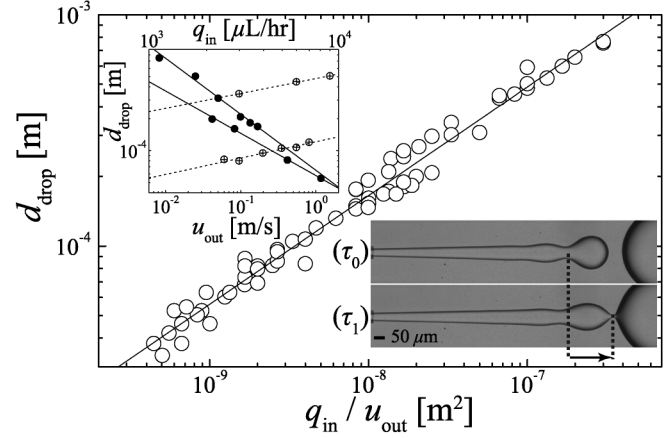 10⁻³
10⁻⁴
d_drop [m]
10⁻⁹
10⁻⁸
10⁻⁷
q_in / u_out [m²]
q_in [µL/hr]
10³
10⁴
d_drop [m]
10⁻⁴
10⁻²
10⁻¹
10⁰
u_out [m/s]
(τ₀)
(τ₁)
50 µm